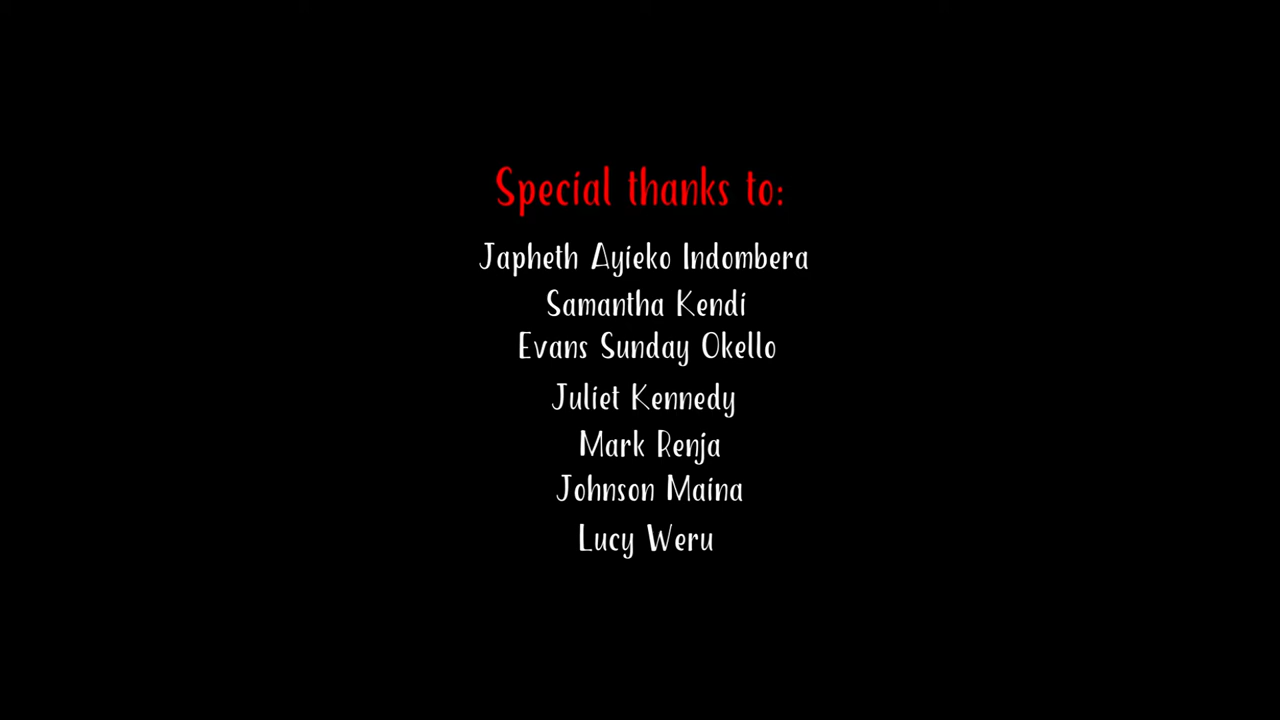 Special thanks to:
Japheth Ayieko Indombera
Samantha Kendi
Evans Sunday Okello
Juliet Kennedy
Mark Renja
Johnson Maina
Lucy Weru